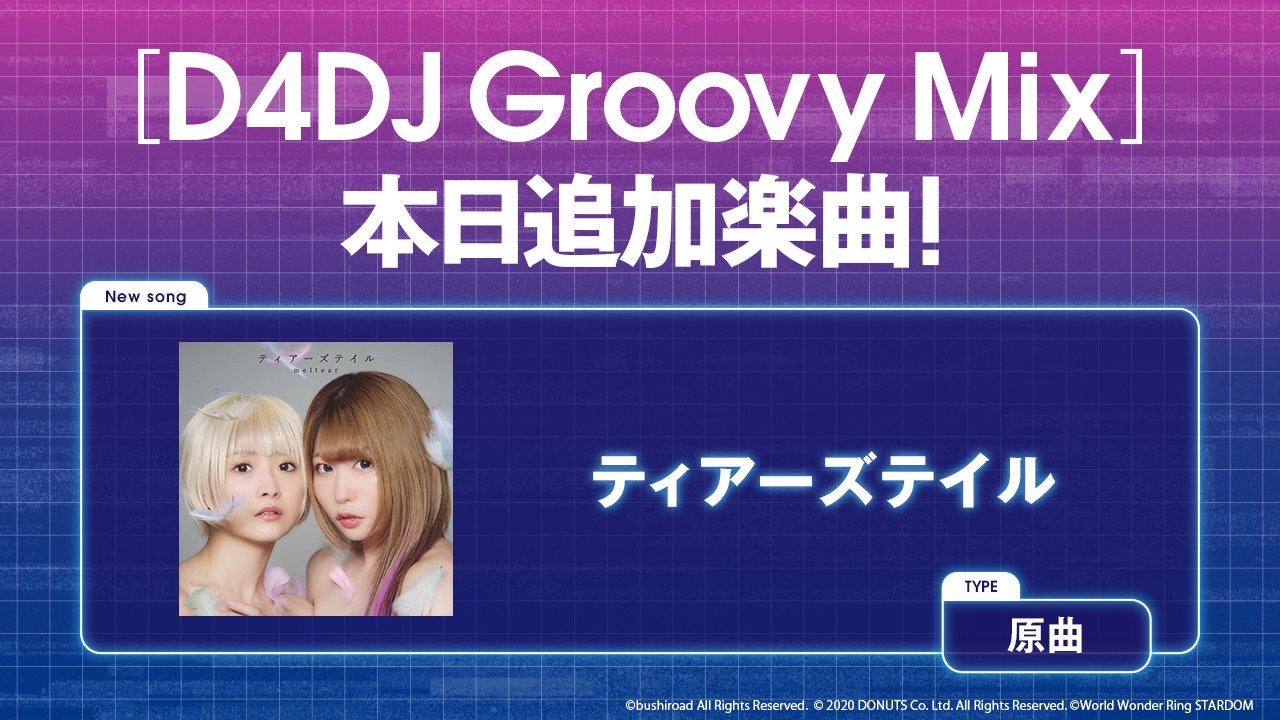 [D4DJ Groovy Mix]
本日追加楽曲!
New song
ティアーズテイル
meltear
ティアーズテイル
TYPE
原曲
©bushiroad All Rights Reserved. © 2020 DONUTS Co. Ltd. All Rights Reserved. ©World Wonder Ring STARDOM